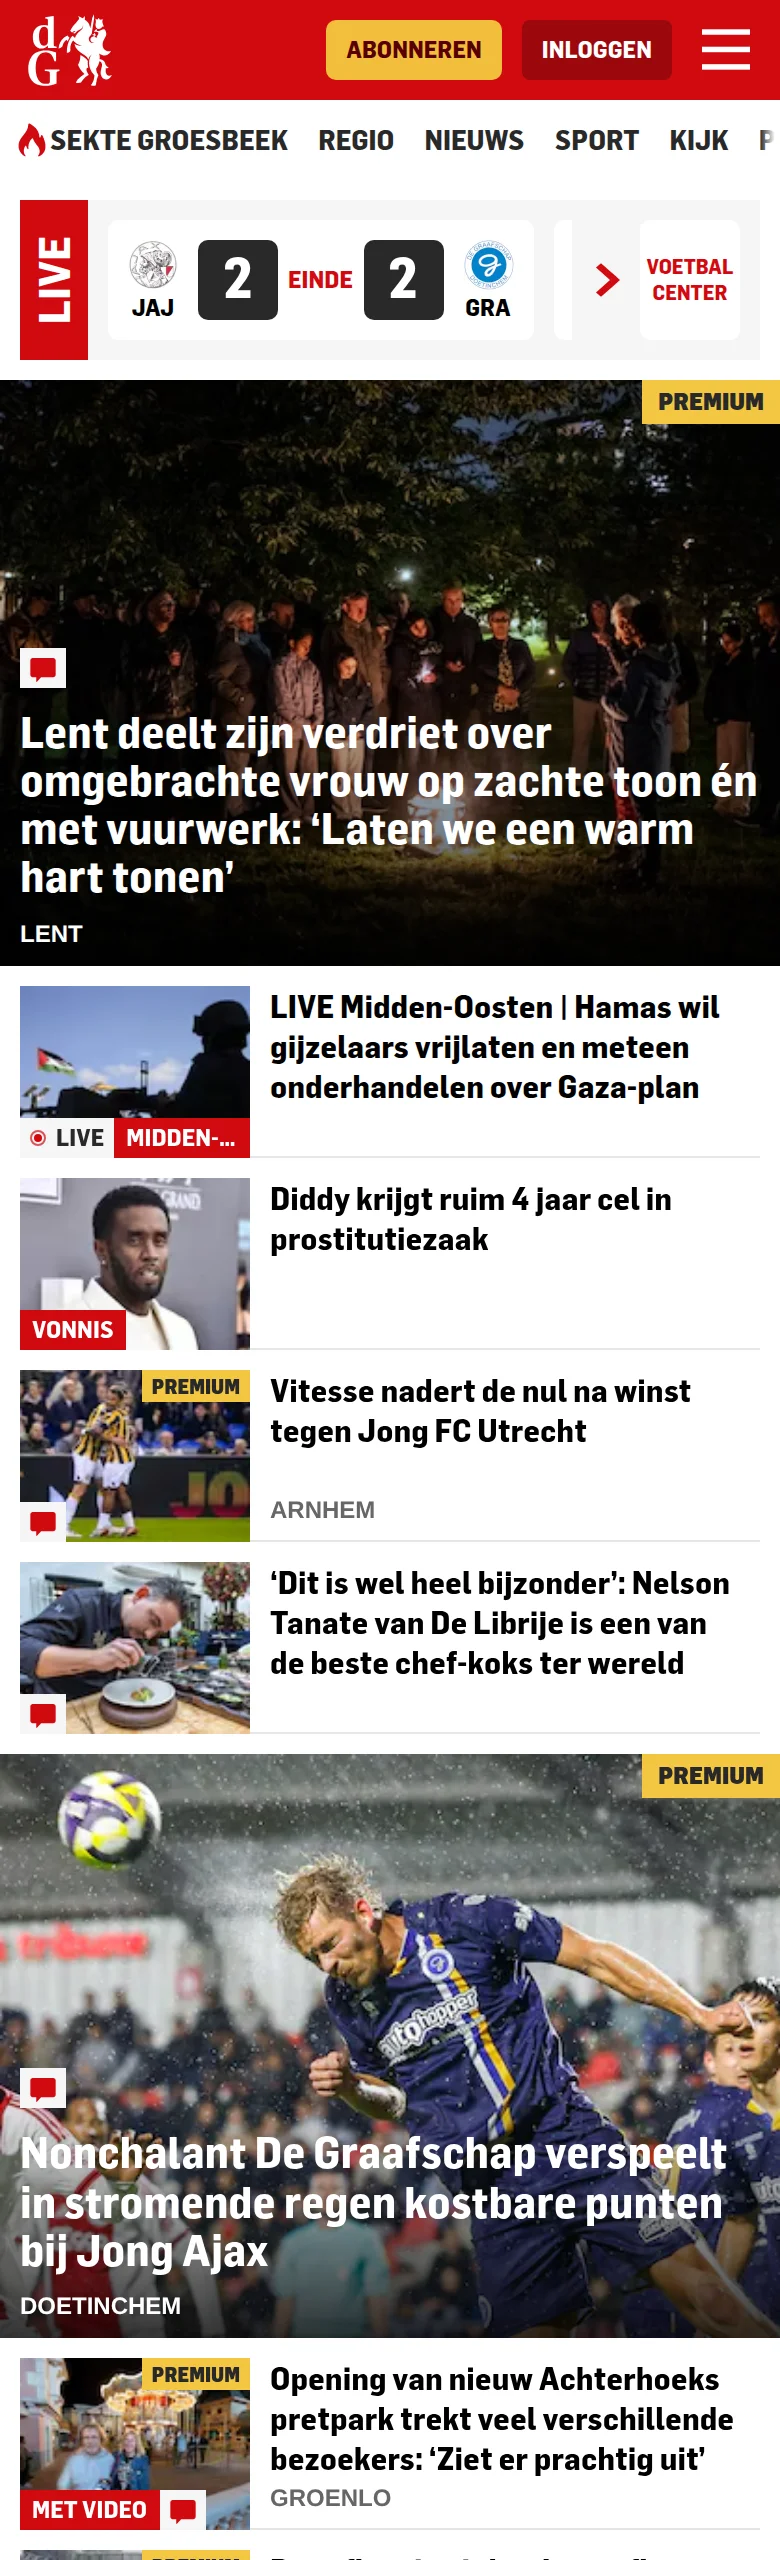 dG
ABONNEREN
INLOGGEN
SEKTE GROESBEEK
REGIO
NIEUWS
SPORT
KIJK
LIVE
JAJ
2
EINDE
2
GRA
VOETBAL
CENTER
PREMIUM
Lent deelt zijn verdriet over
omgebrachte vrouw op zachte toon én
met vuurwerk: ‘Laten we een warm
hart tonen’
LENT
LIVE Midden-Oosten | Hamas wil
gijzelaars vrijlaten en meteen
onderhandelen over Gaza-plan
LIVE
MIDDEN-...
Diddy krijgt ruim 4 jaar cel in
prostitutiezaak
VONNIS
PREMIUM
Vitesse nadert de nul na winst
tegen Jong FC Utrecht
ARNHEM
‘Dit is wel heel bijzonder’: Nelson
Tanate van De Librije is een van
de beste chef-koks ter wereld
PREMIUM
autohopper
Nonchalant De Graafschap verspeelt
in stromende regen kostbare punten
bij Jong Ajax
DOETINCHEM
PREMIUM
Opening van nieuw Achterhoeks
pretpark trekt veel verschillende
bezoekers: ‘Ziet er prachtig uit’
GROENLO
MET VIDEO